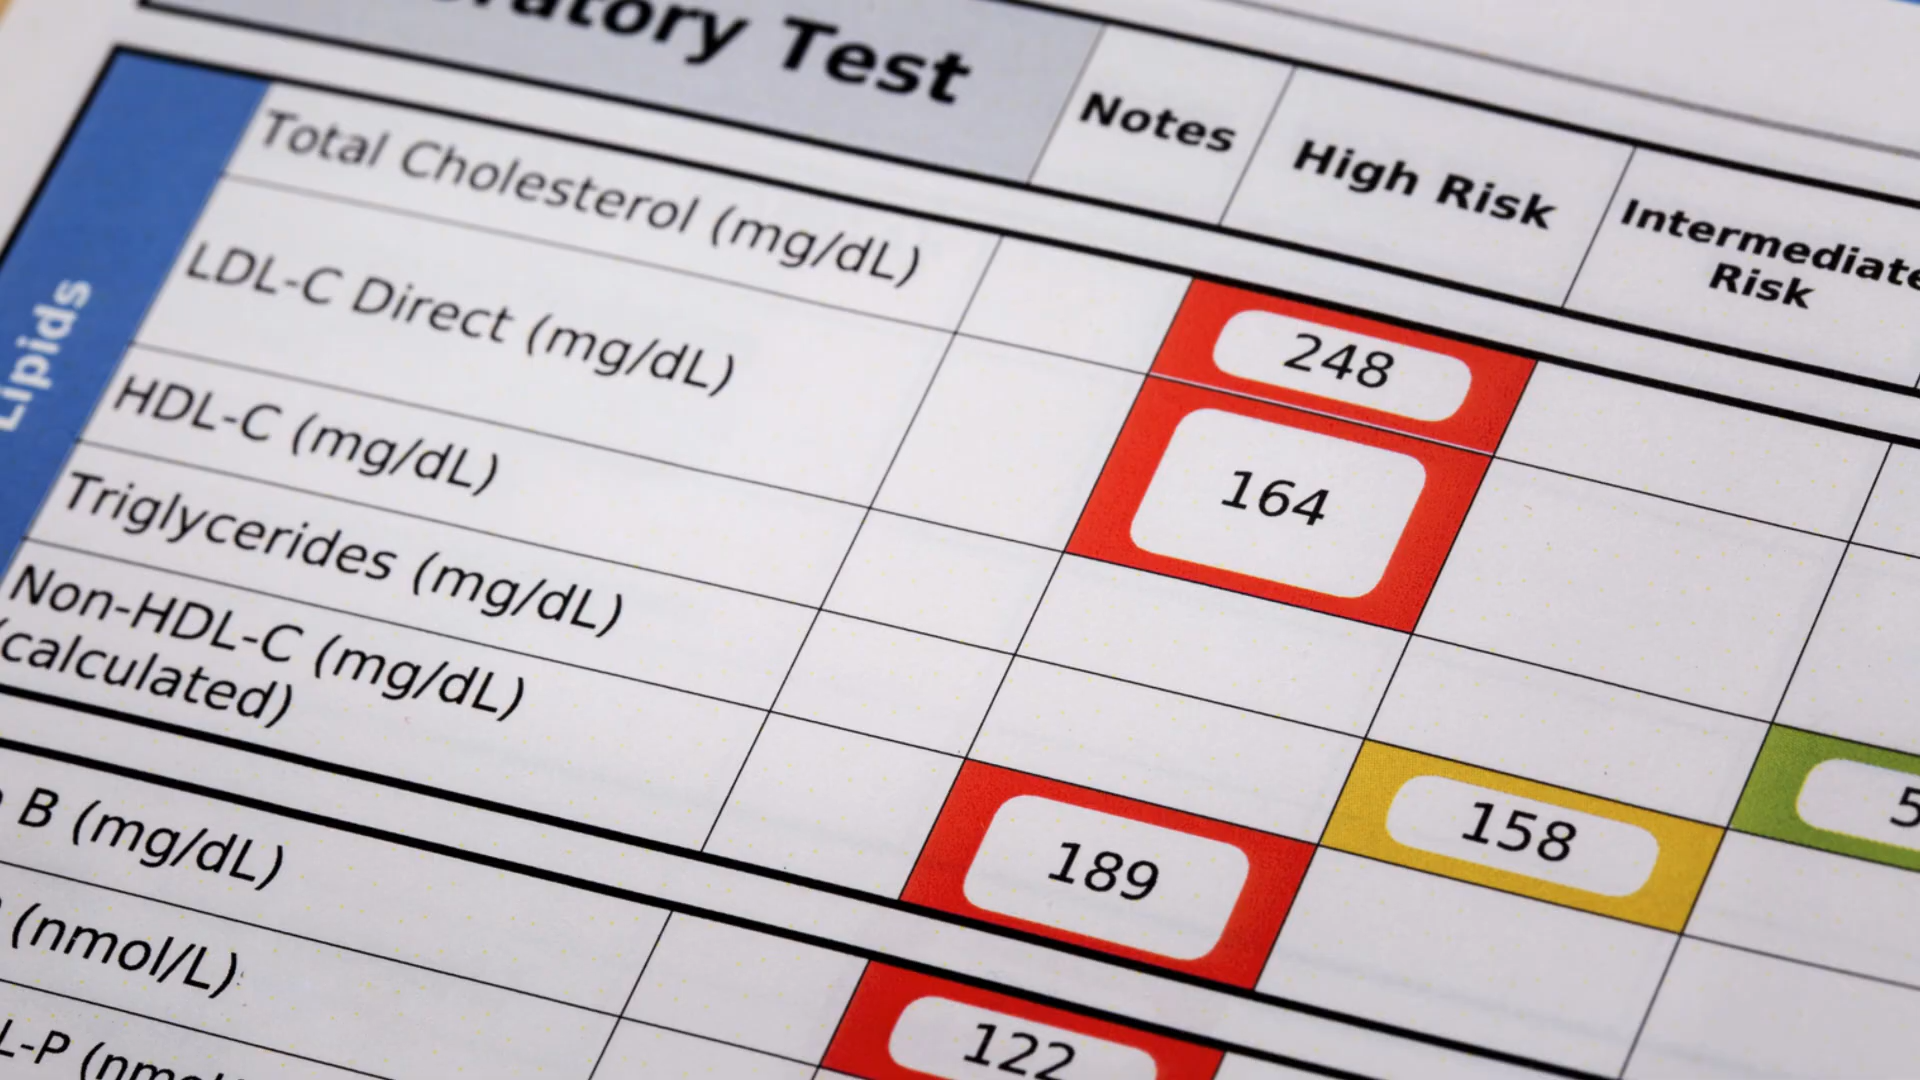 Test
Notes
High Risk
Intermediate
Risk
Lipids
Total Cholesterol (mg/dL)
248
LDL-C Direct (mg/dL)
164
HDL-C (mg/dL)
Triglycerides (mg/dL)
158
Non-HDL-C (mg/dL)
(calculated)
189
B (mg/dL)
122
(nmol/L)